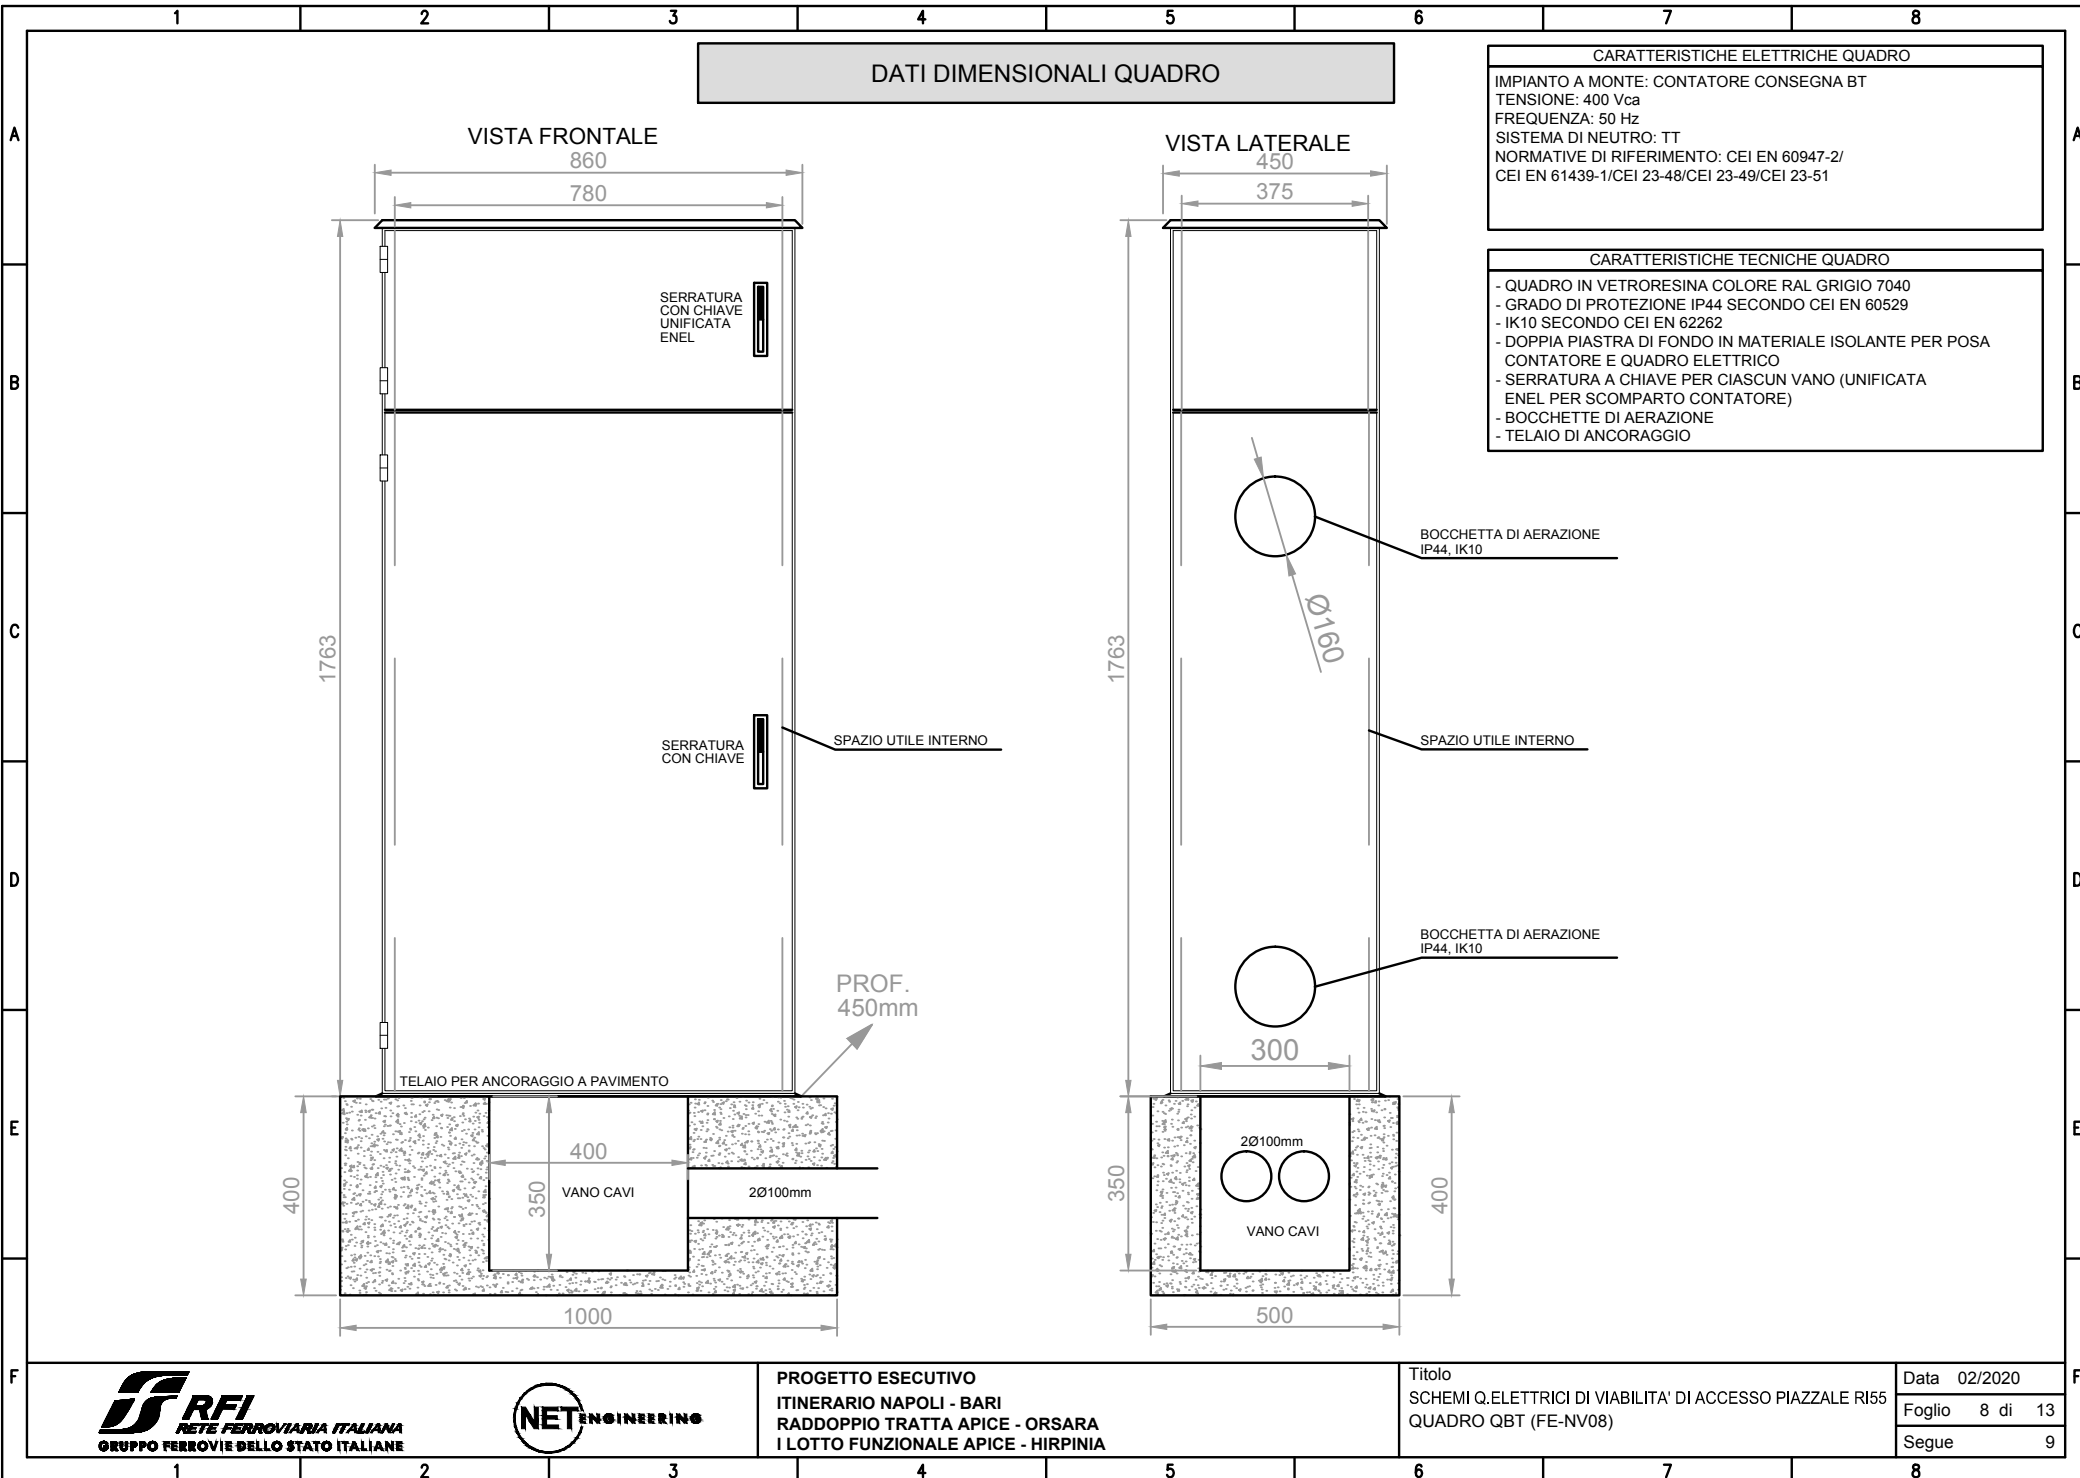 1 2 3 4 5 6 7 8
DATI DIMENSIONALI QUADRO
CARATTERISTICHE ELETTRICHE QUADRO
IMPIANTO A MONTE: CONTATORE CONSEGNA BT
TENSIONE: 400 Vca
FREQUENZA: 50 Hz
SISTEMA DI NEUTRO: TT
NORMATIVE DI RIFERIMENTO: CEI EN 60947-2/
CEI EN 61439-1/CEI 23-48/CEI 23-49/CEI 23-51
CARATTERISTICHE TECNICHE QUADRO
- QUADRO IN VETRORESINA COLORE RAL GRIGIO 7040
- GRADO DI PROTEZIONE IP44 SECONDO CEI EN 60529
- IK10 SECONDO CEI EN 62262
- DOPPIA PIASTRA DI FONDO IN MATERIALE ISOLANTE PER POSA
CONTATORE E QUADRO ELETTRICO
- SERRATURA A CHIAVE PER CIASCUN VANO (UNIFICATA
ENEL PER SCOMPARTO CONTATORE)
- BOCCHETTE DI AERAZIONE
- TELAIO DI ANCORAGGIO
A
B
C
D
E
F
A
B
C
D
E
F
VISTA FRONTALE
860
780
SERRATURA
CON CHIAVE
UNIFICATA
ENEL
1763
SERRATURA
CON CHIAVE
SPAZIO UTILE INTERNO
PROF.
450mm
TELAIO PER ANCORAGGIO A PAVIMENTO
400
400
350
VANO CAVI
2Ø100mm
1000
VISTA LATERALE
450
375
BOCCHETTA DI AERAZIONE
IP44, IK10
Ø160
1763
SPAZIO UTILE INTERNO
BOCCHETTA DI AERAZIONE
IP44, IK10
300
2Ø100mm
350
400
VANO CAVI
500
RFI
RETE FERROVIARIA ITALIANA
GRUPPO FERROVIE DELLO STATO ITALIANE
NET ENGINEERING
PROGETTO ESECUTIVO
ITINERARIO NAPOLI - BARI
RADDOPPIO TRATTA APICE - ORSARA
I LOTTO FUNZIONALE APICE - HIRPINIA
Titolo
SCHEMI Q.ELETTRICI DI VIABILITA' DI ACCESSO PIAZZALE RI55
QUADRO QBT (FE-NV08)
Data 02/2020
Foglio 8 di 13
Segue 9
1 2 3 4 5 6 7 8